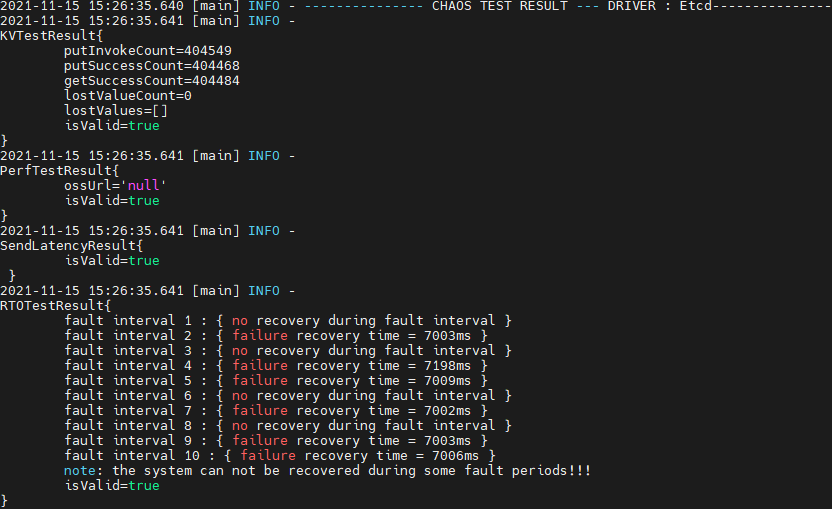 2021-11-15 15:26:35.640 [main] INFO - --------------- CHAOS TEST RESULT --- DRIVER : Etcd---------------
2021-11-15 15:26:35.641 [main] INFO -
KVTestResult{
        putInvokeCount=404549
        putSuccessCount=404468
        getSuccessCount=404484
        lostValueCount=0
        lostValues=[]
        isValid=true
}
2021-11-15 15:26:35.641 [main] INFO -
PerfTestResult{
        ossUrl='null'
        isValid=true
}
2021-11-15 15:26:35.641 [main] INFO -
SendLatencyResult{
        isValid=true
 }
2021-11-15 15:26:35.641 [main] INFO -
RTOTestResult{
        fault interval 1 : { no recovery during fault interval }
        fault interval 2 : { failure recovery time = 7003ms }
        fault interval 3 : { no recovery during fault interval }
        fault interval 4 : { failure recovery time = 7198ms }
        fault interval 5 : { failure recovery time = 7009ms }
        fault interval 6 : { no recovery during fault interval }
        fault interval 7 : { failure recovery time = 7002ms }
        fault interval 8 : { no recovery during fault interval }
        fault interval 9 : { failure recovery time = 7003ms }
        fault interval 10 : { failure recovery time = 7006ms }
        note: the system can not be recovered during some fault periods!!!
        isValid=true
}